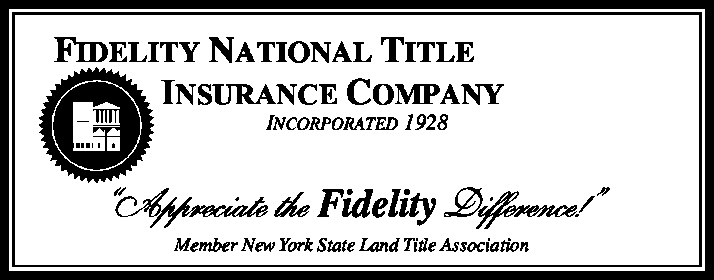 FIDELITY NATIONAL TITLE
INSURANCE COMPANY
INCORPORATED 1928
“Appreciate the Fidelity Difference!”
Member New York State Land Title Association